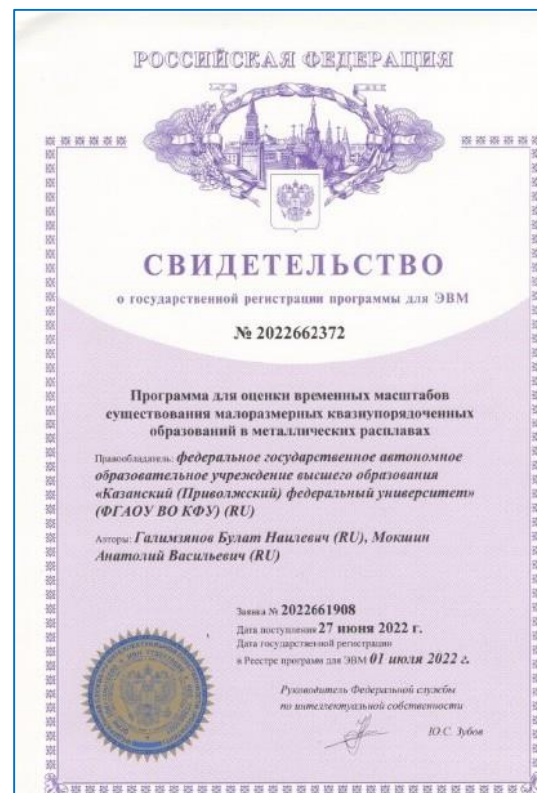 РОССИЙСКАЯ ФЕДЕРАЦИЯ
СВИДЕТЕЛЬСТВО
о государственной регистрации программы для ЭВМ
№ 2022662372
Программа для оценки временных масштабов
существования малоразмерных квазиупорядоченных
образований в металлических расплавах
Правообладатель: федеральное государственное автономное
образовательное учреждение высшего образования
«Казанский (Приволжский) федеральный университет»
(ФГАОУ ВО КФУ) (RU)
Авторы: Галимзянов Булат Наилевич (RU), Мокшин
Анатолий Васильевич (RU)
Заявка № 2022661908
Дата поступления 27 июня 2022 г.
Дата государственной регистрации
в Реестре программ для ЭВМ 01 июля 2022 г.
Руководитель Федеральной службы
по интеллектуальной собственности
Ю.С. Зубов